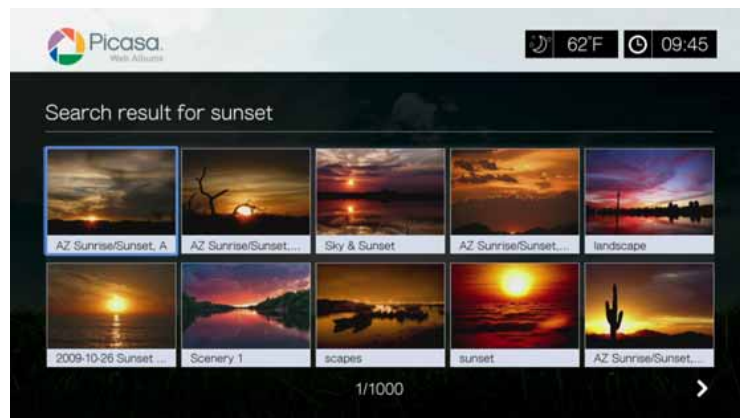 Picasa.
Web Albums
62°F
09:45
Search result for sunset
AZ Sunrise/Sunset, A
AZ Sunrise/Sunset,...
Sky & Sunset
AZ Sunrise/Sunset,...
landscape
2009-10-26 Sunset ...
Scenery 1
scapes
sunset
AZ Sunrise/Sunset,...
1/1000